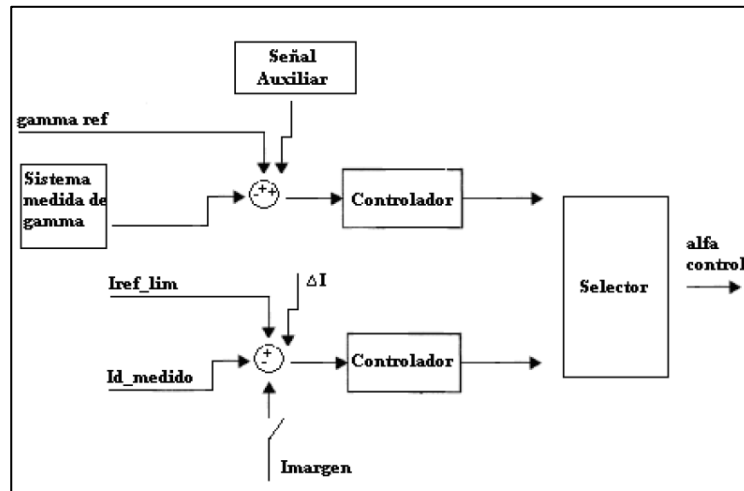 Señal
Auxiliar
gamma ref
Sistema
medida de
gamma
-++
Controlador
Iref_lim
ΔI
Selector
alfa
control
+
-
Id_medido
Controlador
Imargen